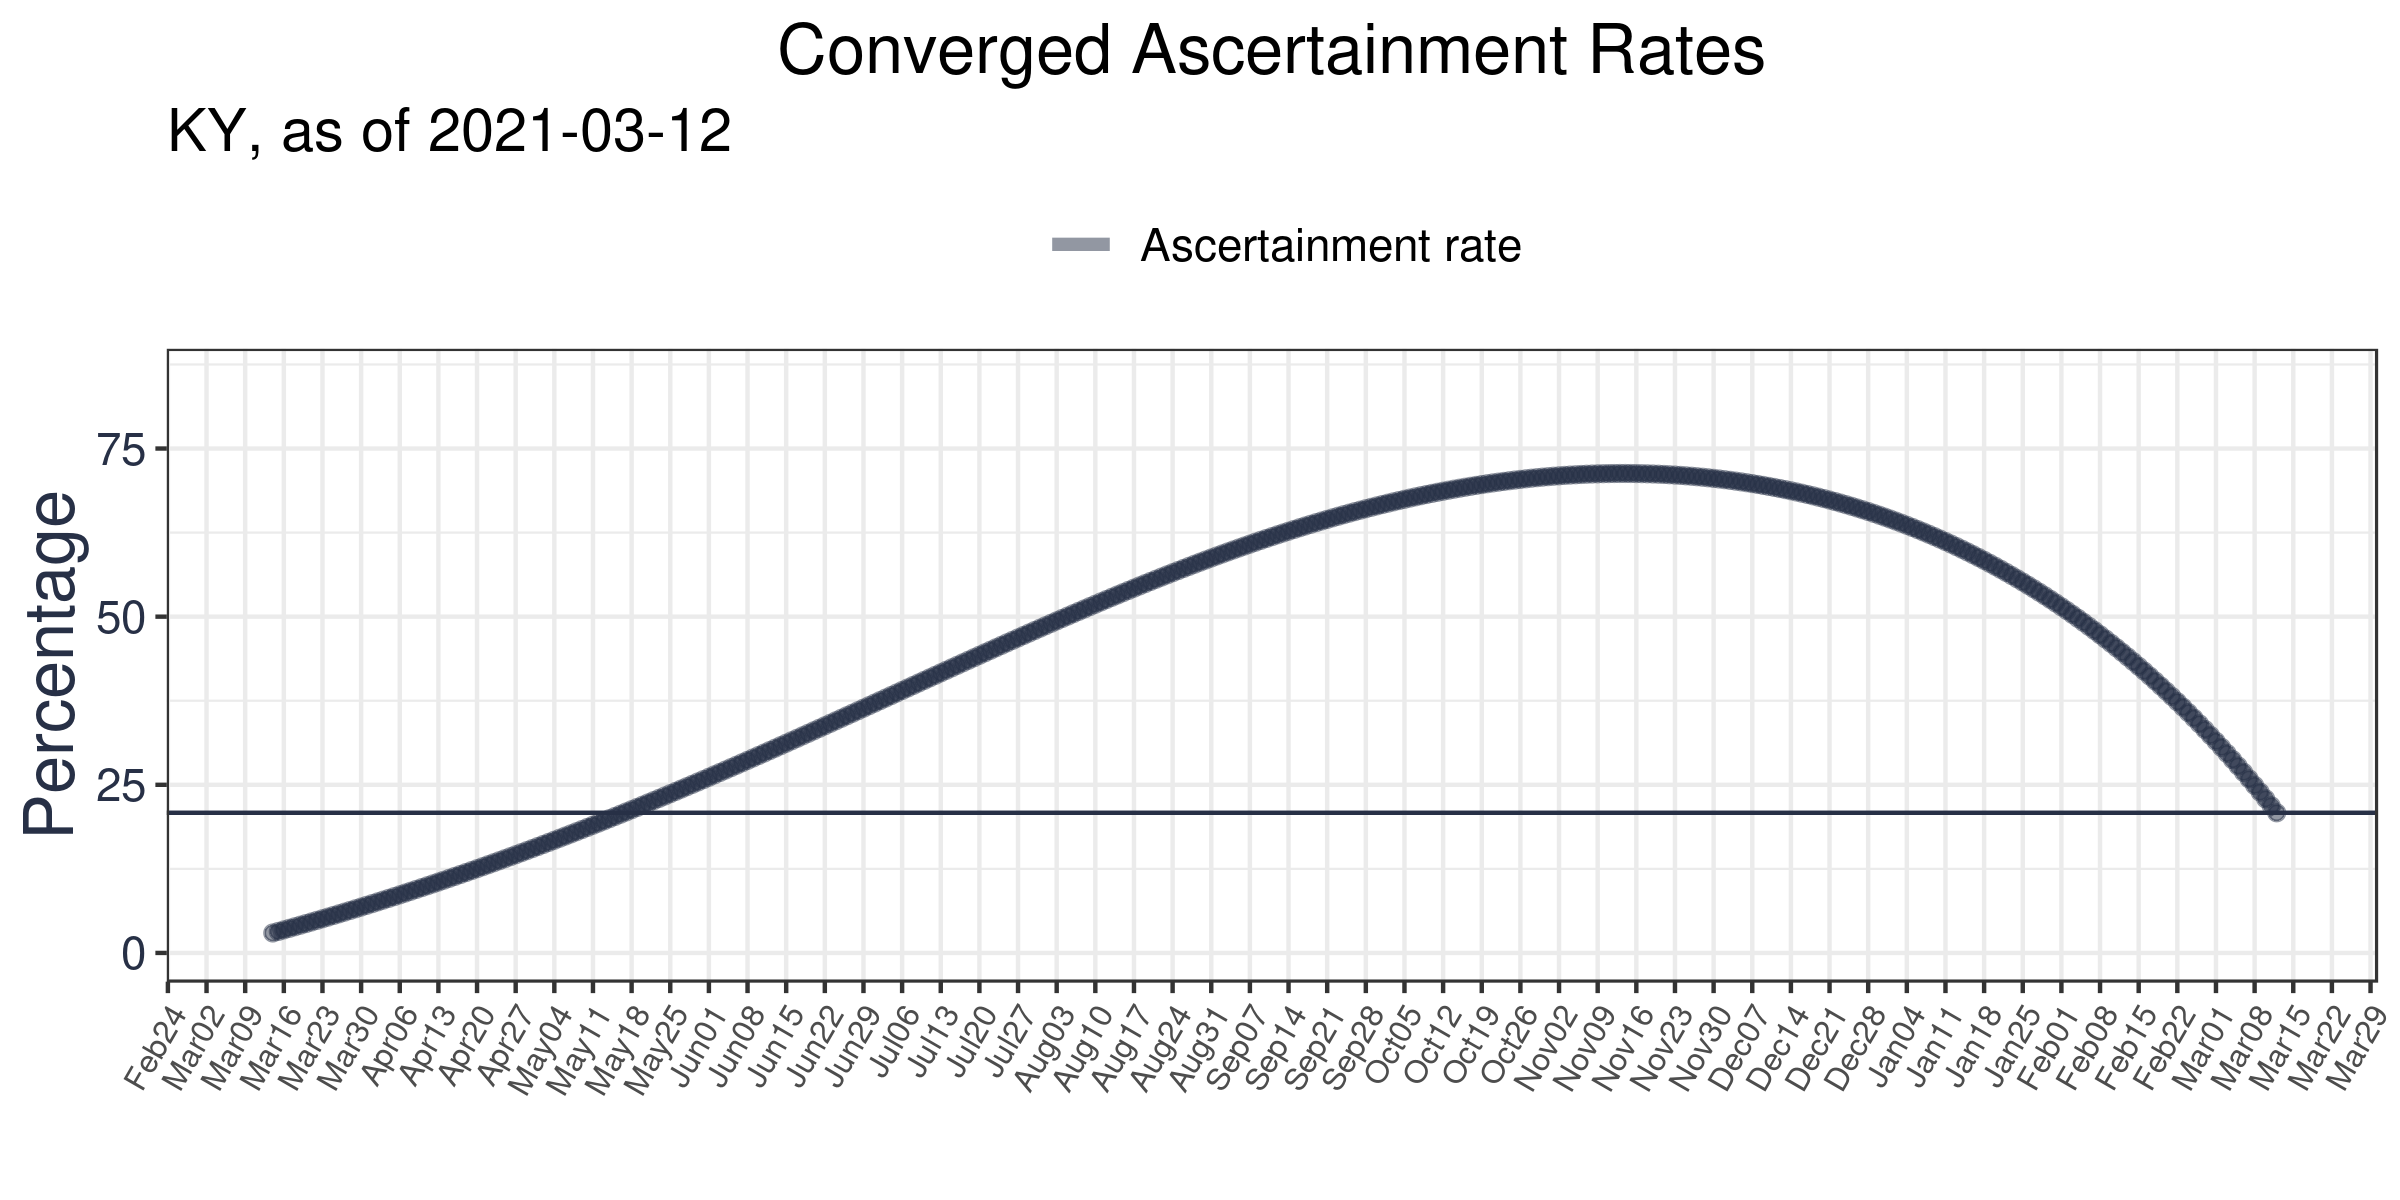 Converged Ascertainment Rates
KY, as of 2021-03-12
Ascertainment rate
Percentage
75
50
25
0
Feb24
Mar02
Mar09
Mar16
Mar23
Mar30
Apr06
Apr13
Apr20
Apr27
May04
May11
May18
May25
Jun01
Jun08
Jun15
Jun22
Jun29
Jul06
Jul13
Jul20
Jul27
Aug03
Aug10
Aug17
Aug24
Aug31
Sep07
Sep14
Sep21
Sep28
Oct05
Oct12
Oct19
Oct26
Nov02
Nov09
Nov16
Nov23
Nov30
Dec07
Dec14
Dec21
Dec28
Jan04
Jan11
Jan18
Jan25
Feb01
Feb08
Feb15
Feb22
Mar01
Mar08
Mar15
Mar22
Mar29